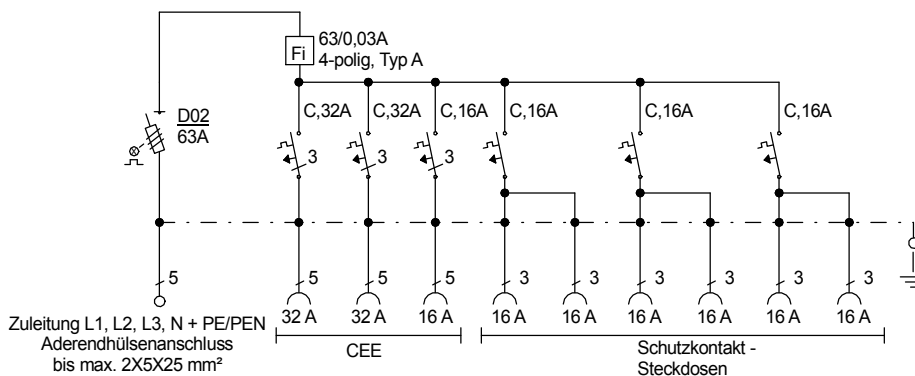 63/0,03A
Fi
4-polig, Typ A
D02
63A
C,32A
C,32A
C,16A
C,16A
C,16A
C,16A
3
3
3
5
5
5
5
3
3
3
3
3
3
32 A
32 A
16 A
16 A
16 A
16 A
16 A
16 A
16 A
Zuleitung L1, L2, L3, N + PE/PEN
Aderendhülsenanschluss
bis max. 2X5X25 mm²
CEE
Schutzkontakt -
Steckdosen